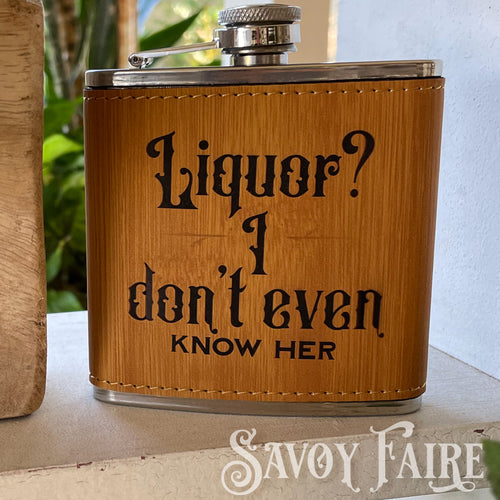 Liquor?
I
don't even
KNOW HER
SAVOY FAIRE